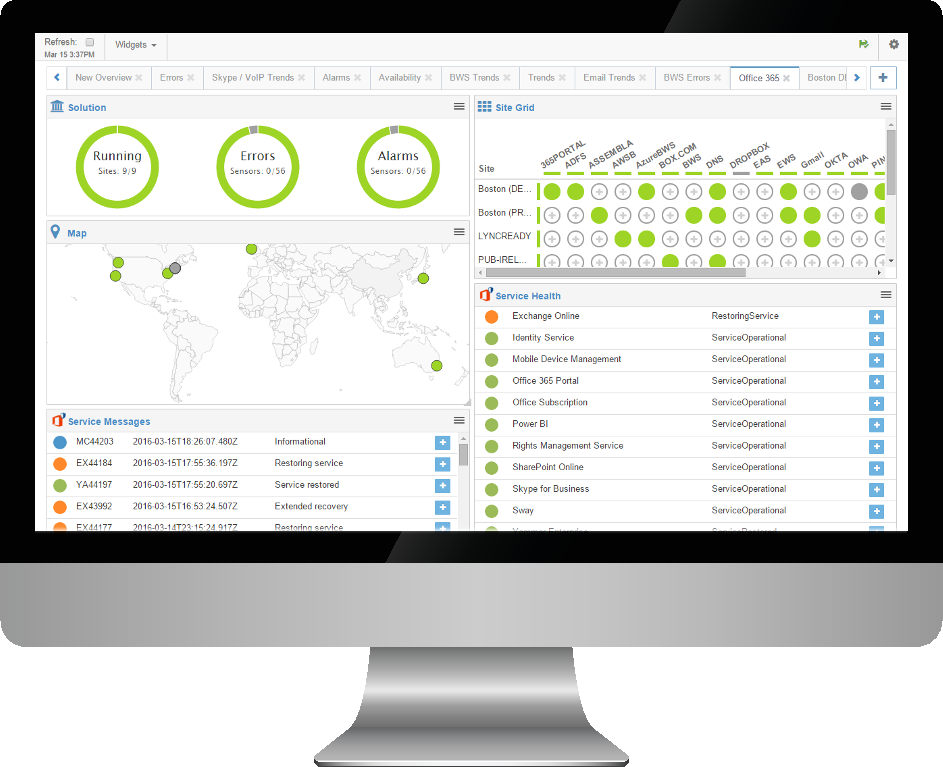 Refresh:
Mar 15 3:37PM
Widgets
New Overview
Errors
Skype / VoIP Trends
Alarms
Availability
BWS Trends
Trends
Email Trends
BWS Errors
Office 365
Boston DE
Solution
Running
Sites: 9/9
Errors
Sensors: 0/56
Alarms
Sensors: 0/56
Map
Service Messages
MC44203 2016-03-15T18:26:07.480Z Informational
EX44184 2016-03-15T17:55:36.197Z Restoring service
YA44197 2016-03-15T17:55:20.697Z Service restored
EX43992 2016-03-15T16:53:24.507Z Extended recovery
EX44177 2016-03-14T23:15:24.917Z Restoring service
Site Grid
Site 365PORTAL ADFS ASSEMBLA AWSB AzureBWS BOX.COM BWS DNS DROPBOX EAS EWS Gmail OKTA OWA PIN
Boston (DE...
Boston (PR...
LYNCREADY
PUB-IREL...
Service Health
Exchange Online RestoringService
Identity Service ServiceOperational
Mobile Device Management ServiceOperational
Office 365 Portal ServiceOperational
Office Subscription ServiceOperational
Power BI ServiceOperational
Rights Management Service ServiceOperational
SharePoint Online ServiceOperational
Skype for Business ServiceOperational
Sway ServiceOperational
Yammer Enterprise ServiceRestored